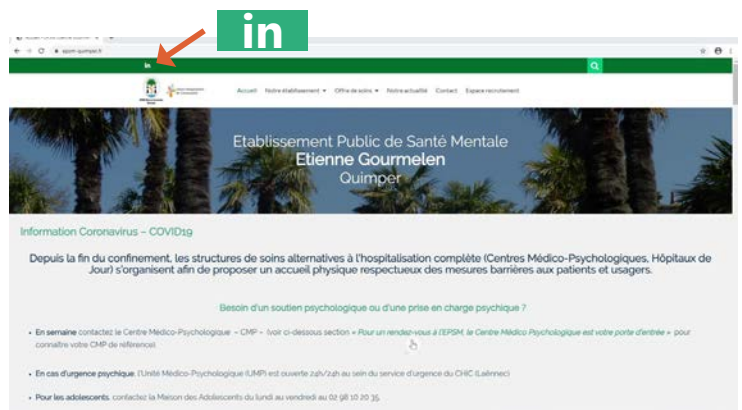 in
epsm-quimper.fr
in
Accueil Notre établissement Offre de soins Notre actualité Contact Espace recrutement
Etablissement Public de Santé Mentale
Etienne Gourmelen
Quimper
Information Coronavirus – COVID19
Depuis la fin du confinement, les structures de soins alternatives à l'hospitalisation complète (Centres Médico-Psychologiques, Hôpitaux de
Jour) s'organisent afin de proposer un accueil physique respectueux des mesures barrières aux patients et usagers.
Besoin d'un soutien psychologique ou d'une prise en charge psychique ?
• En semaine contactez le Centre Médico-Psychologique – CMP – (voir ci-dessous section « Pour un rendez-vous à l'EPSM, le Centre Médico Psychologique est votre porte d'entrée » pour
connaître votre CMP de référence).
• En cas d'urgence psychique, l'Unité Médico-Psychologique (UMP) est ouverte 24h/24h au sein du service d'urgence du CHIC (Laënnec)
• Pour les adolescents, contactez la Maison des Adolescents du lundi au vendredi au 02 98 10 20 35.